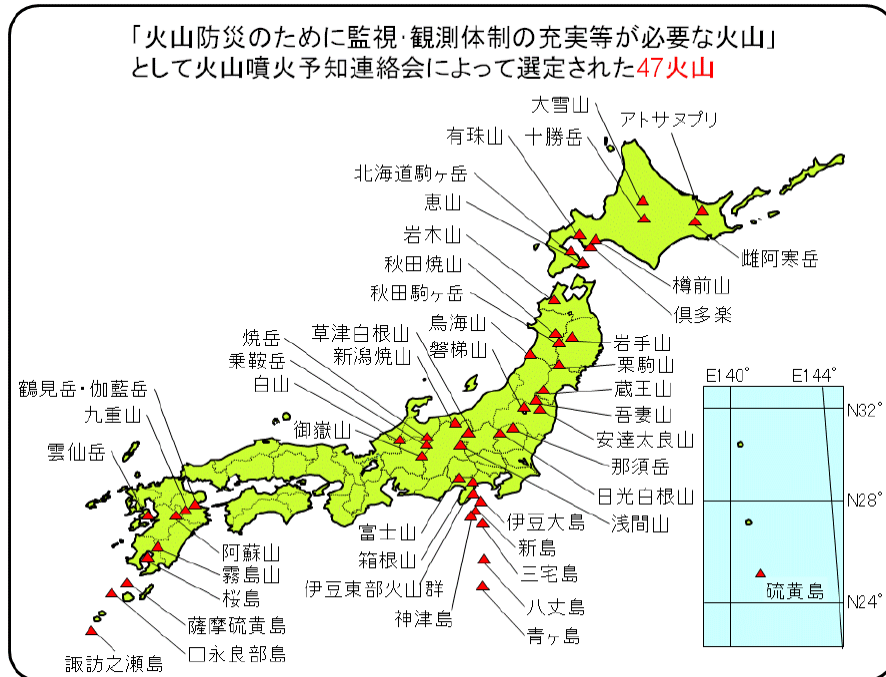 「火山防災のために監視・観測体制の充実等が必要な火山」
として火山噴火予知連絡会によって選定された47火山
大雪山
アトサヌプリ
有珠山
十勝岳
北海道駒ヶ岳
恵山
岩木山
秋田焼山
秋田駒ヶ岳
雌阿寒岳
樽前山
倶多楽
鳥海山
草津白根山
焼岳
新潟焼山
磐梯山
乗鞍岳
白山
岩手山
栗駒山
蔵王山
吾妻山
安達太良山
那須岳
日光白根山
浅間山
鶴見岳・伽藍岳
九重山
雲仙岳
御嶽山
富士山
箱根山
伊豆東部火山群
神津島
伊豆大島
新島
三宅島
八丈島
青ヶ島
阿蘇山
霧島山
桜島
薩摩硫黄島
口永良部島
諏訪之瀬島
E140° E144°
N32°
N28°
硫黄島
N24°